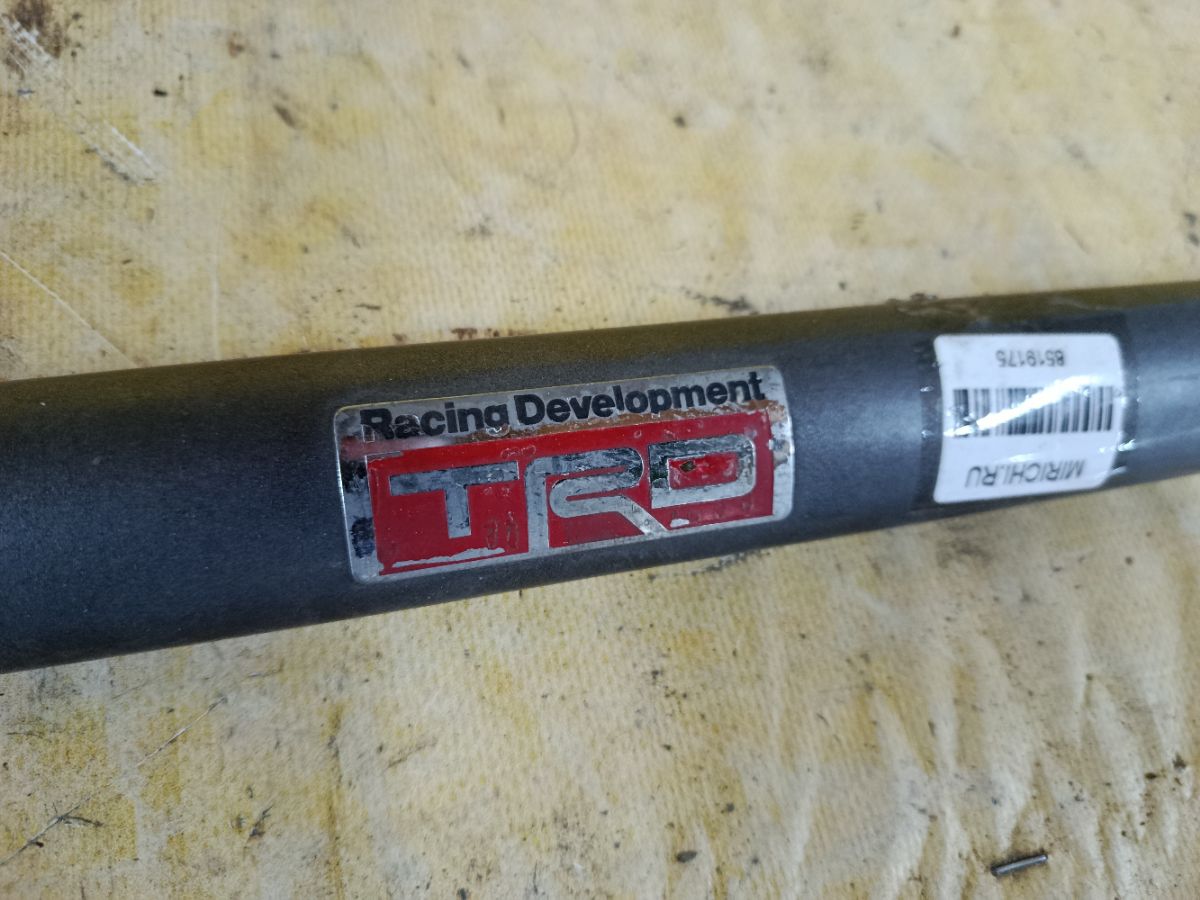 Racing Development
TRD
MIRICHI.RU
8519175